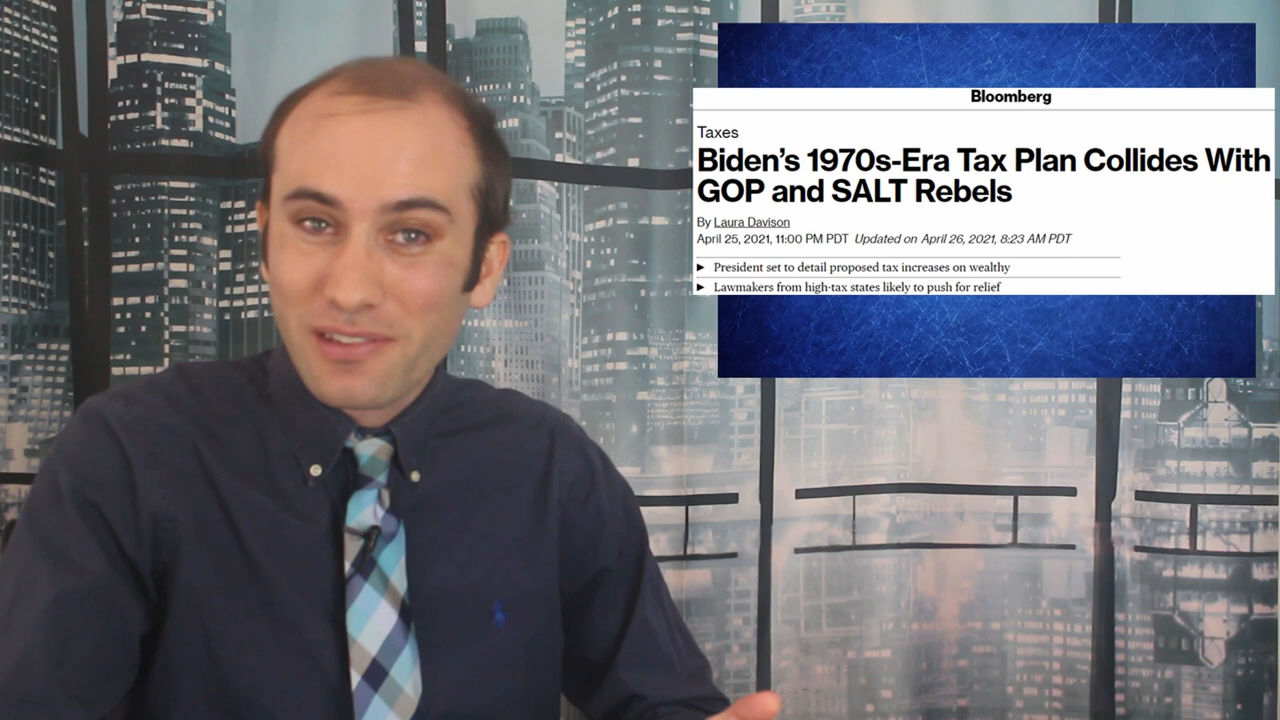 Bloomberg
Taxes
Biden's 1970s-Era Tax Plan Collides With
GOP and SALT Rebels
By Laura Davison
April 25, 2021, 11:00 PM PDT Updated on April 26, 2021, 8:23 AM PDT
► President set to detail proposed tax increases on wealthy
► Lawmakers from high-tax states likely to push for relief